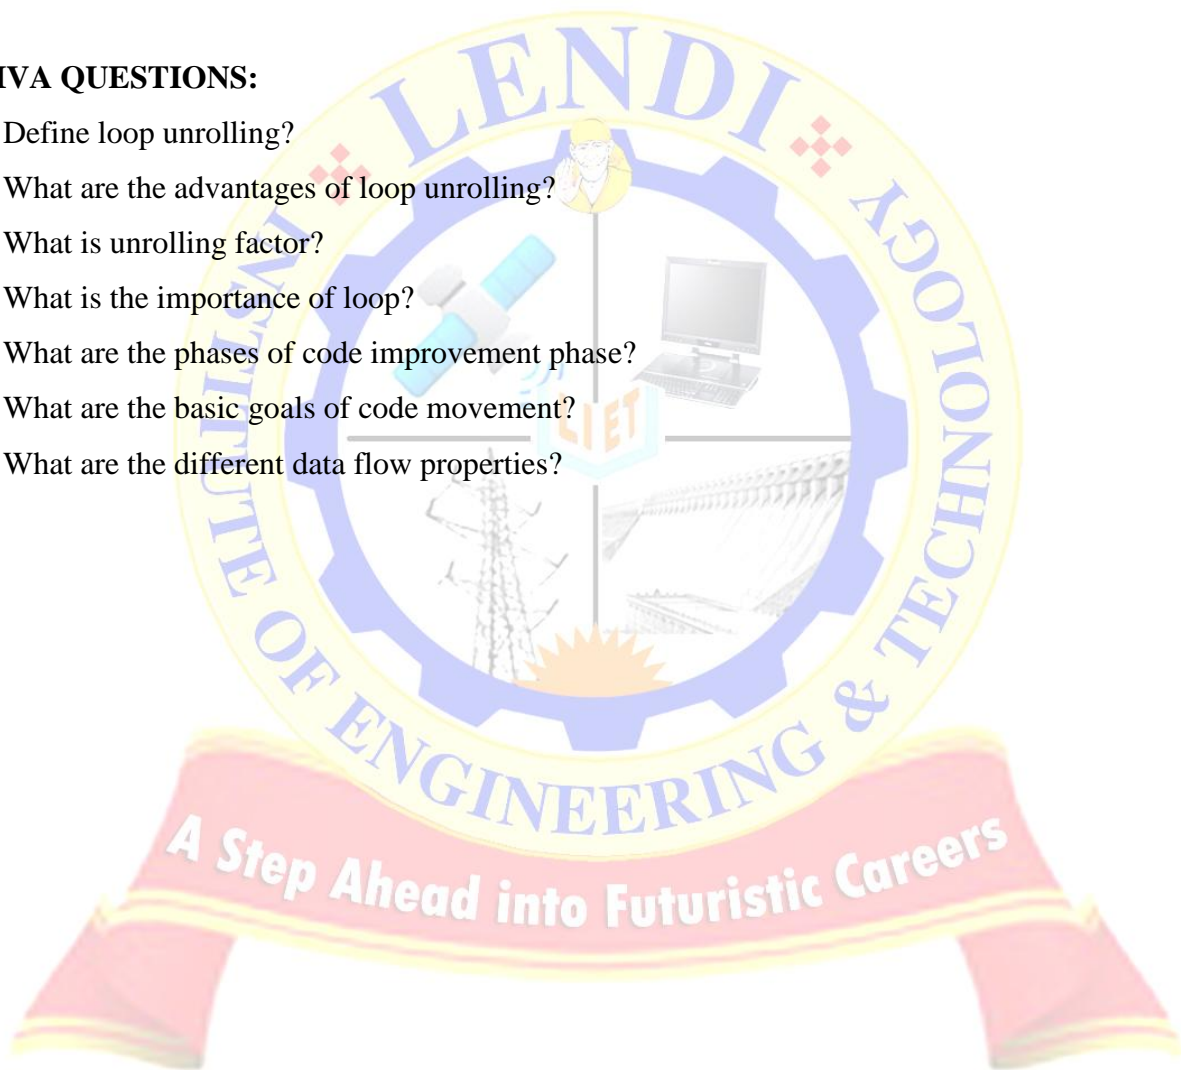 IVA QUESTIONS:
Define loop unrolling?
What are the advantages of loop unrolling?
What is unrolling factor?
What is the importance of loop?
What are the phases of code improvement phase?
What are the basic goals of code movement?
What are the different data flow properties?
LENDI INSTITUTE OF ENGINEERING & TECHNOLOGY
LIET
A Step Ahead into Futuristic Careers